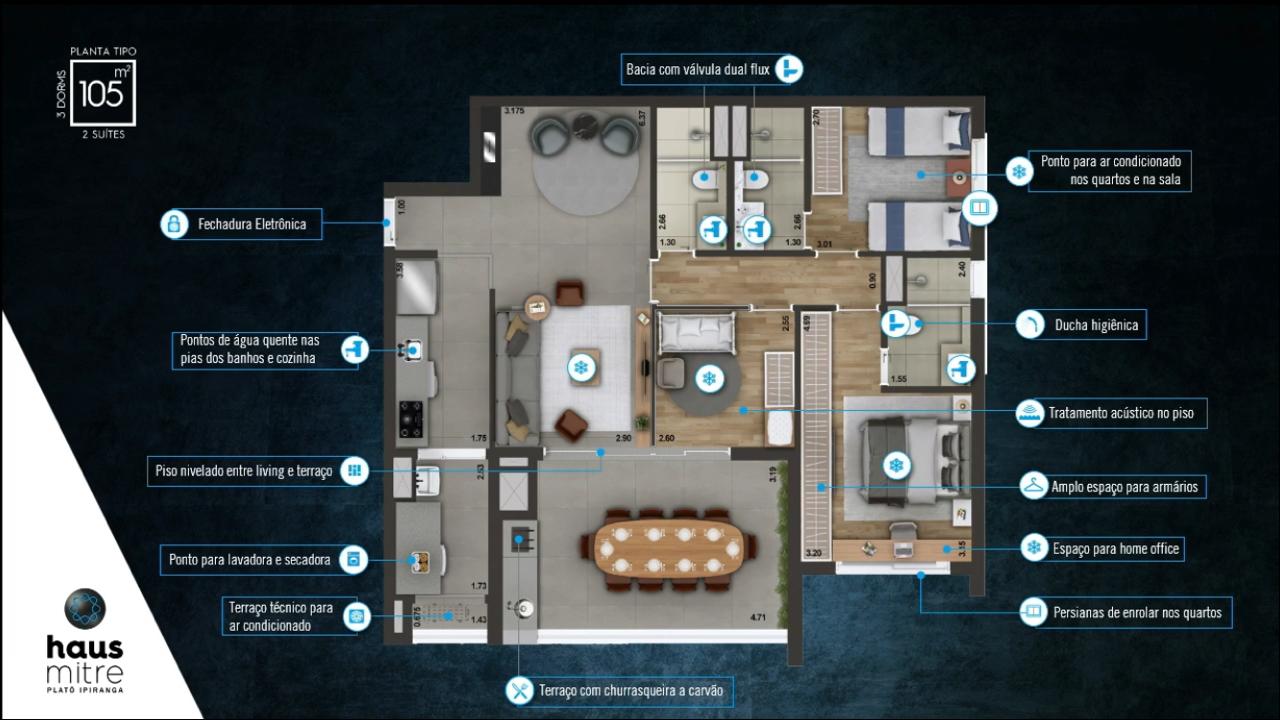 PLANTA TIPO
3 DORMS
105 m²
2 SUÍTES
Bacia com válvula dual flux
Ponto para ar condicionado
nos quartos e na sala
Fechadura Eletrônica
Pontos de água quente nas
pias dos banhos e cozinha
Ducha higiênica
Tratamento acústico no piso
Piso nivelado entre living e terraço
Amplo espaço para armários
Ponto para lavadora e secadora
Espaço para home office
Terraço técnico para
ar condicionado
Persianas de enrolar nos quartos
Terraço com churrasqueira a carvão
3.175
6.37
2.70
1.00
2.66
2.66
1.30
1.30
3.01
3.58
0.90
2.40
2.55
4.59
1.55
1.75
2.90
2.60
2.53
3.19
3.20
3.15
1.73
0.675
1.43
4.71
haus
mitre
PLATÔ IPIRANGA